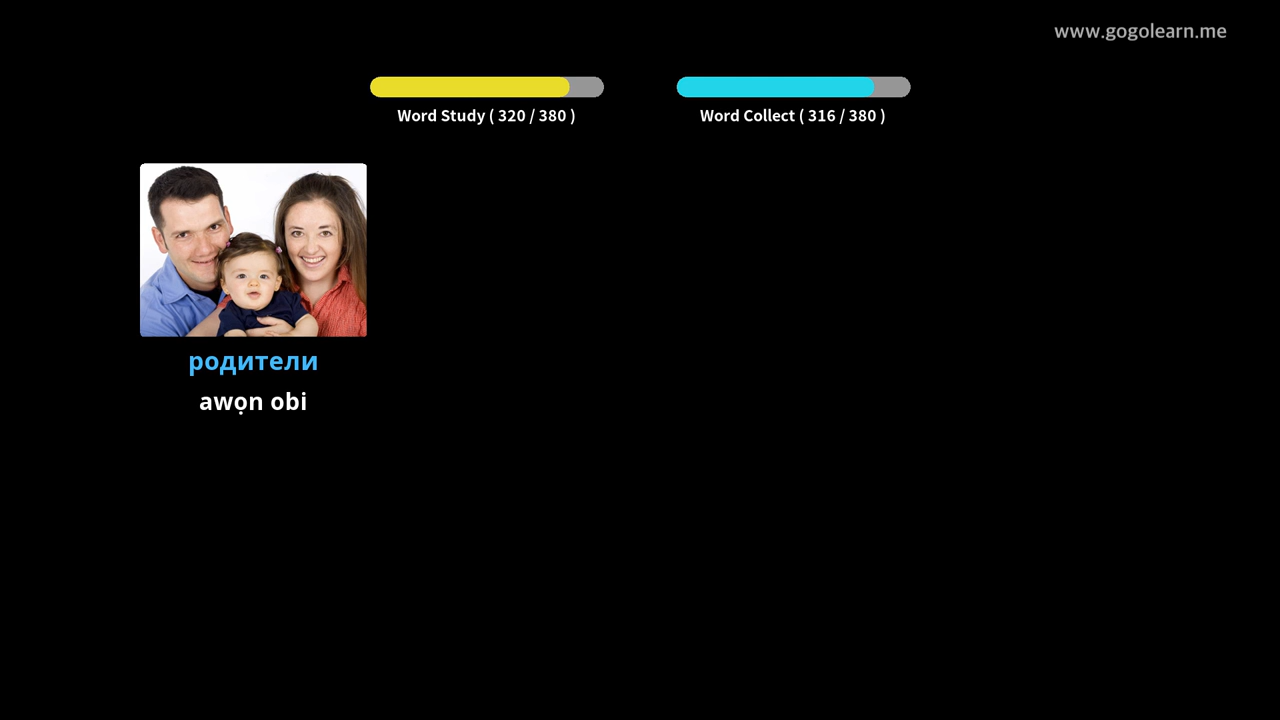 www.gogolearn.me
Word Study ( 320 / 380 )
Word Collect ( 316 / 380 )
родители
awọn obi